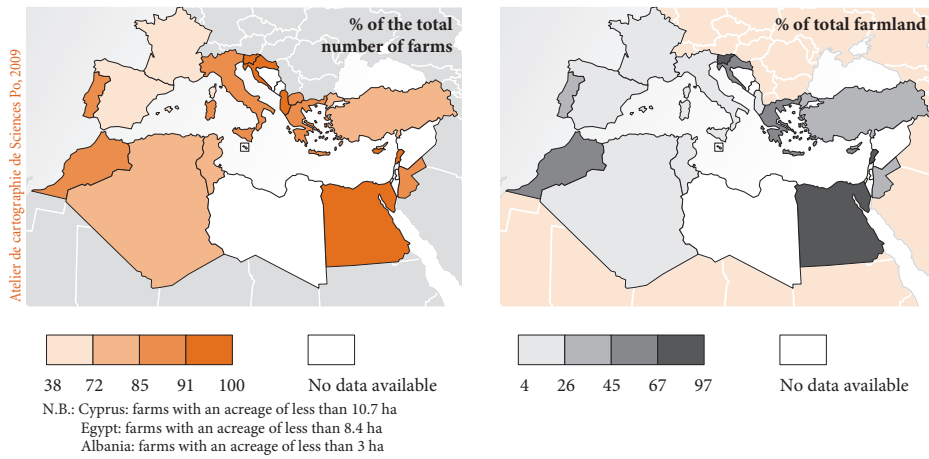 % of the total
number of farms
% of total farmland
Atelier de cartographie de Sciences Po, 2009
38 72 85 91 100
No data available
4 26 45 67 97
No data available
N.B.: Cyprus: farms with an acreage of less than 10.7 ha
Egypt: farms with an acreage of less than 8.4 ha
Albania: farms with an acreage of less than 3 ha